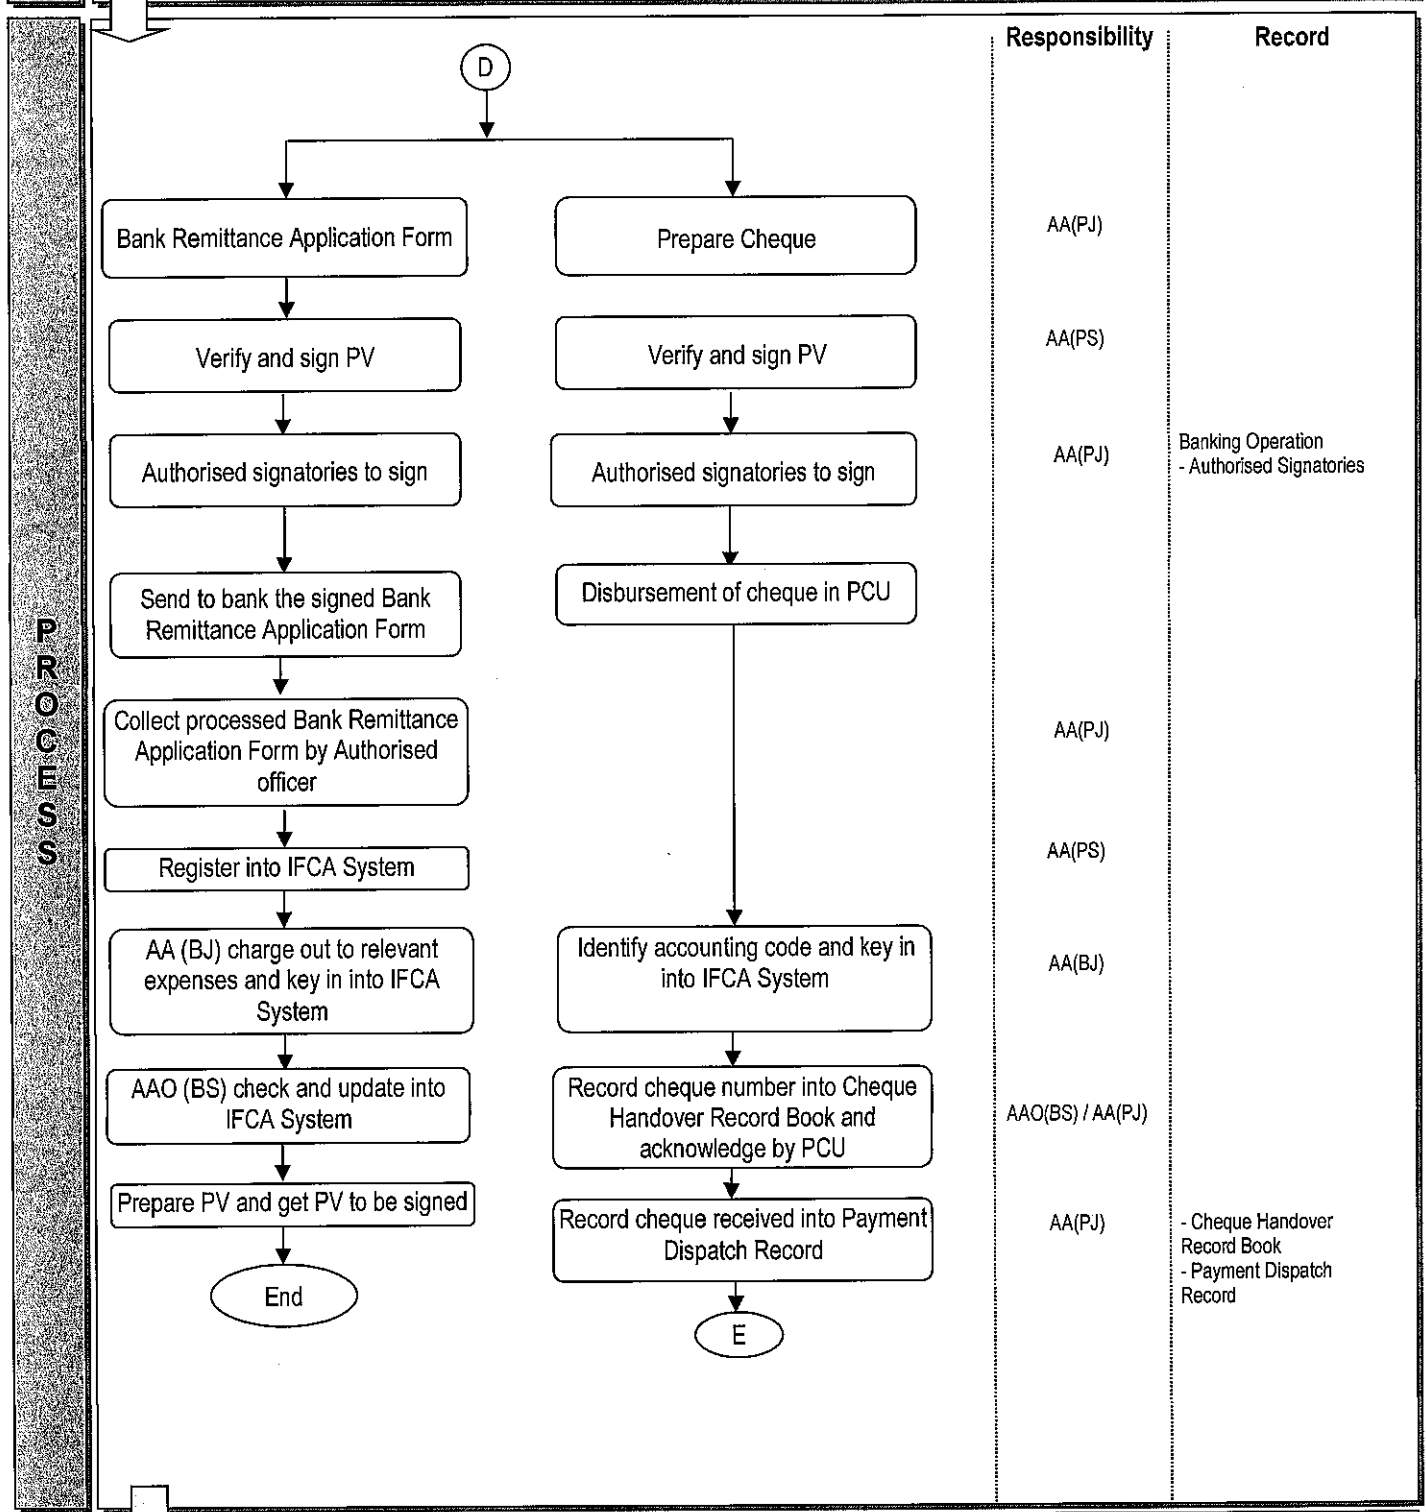 Responsibility
Record
D
Bank Remittance Application Form
Prepare Cheque
AA(PJ)
Verify and sign PV
Verify and sign PV
AA(PS)
Authorised signatories to sign
Authorised signatories to sign
AA(PJ)
Banking Operation
- Authorised Signatories
Send to bank the signed Bank
Remittance Application Form
Disbursement of cheque in PCU
PROCESS
Collect processed Bank Remittance
Application Form by Authorised
officer
AA(PJ)
Register into IFCA System
AA(PS)
AA (BJ) charge out to relevant
expenses and key in into IFCA
System
Identify accounting code and key in
into IFCA System
AA(BJ)
AAO (BS) check and update into
IFCA System
Record cheque number into Cheque
Handover Record Book and
acknowledge by PCU
AAO(BS) / AA(PJ)
Prepare PV and get PV to be signed
Record cheque received into Payment
Dispatch Record
AA(PJ)
- Cheque Handover
Record Book
- Payment Dispatch
Record
End
E